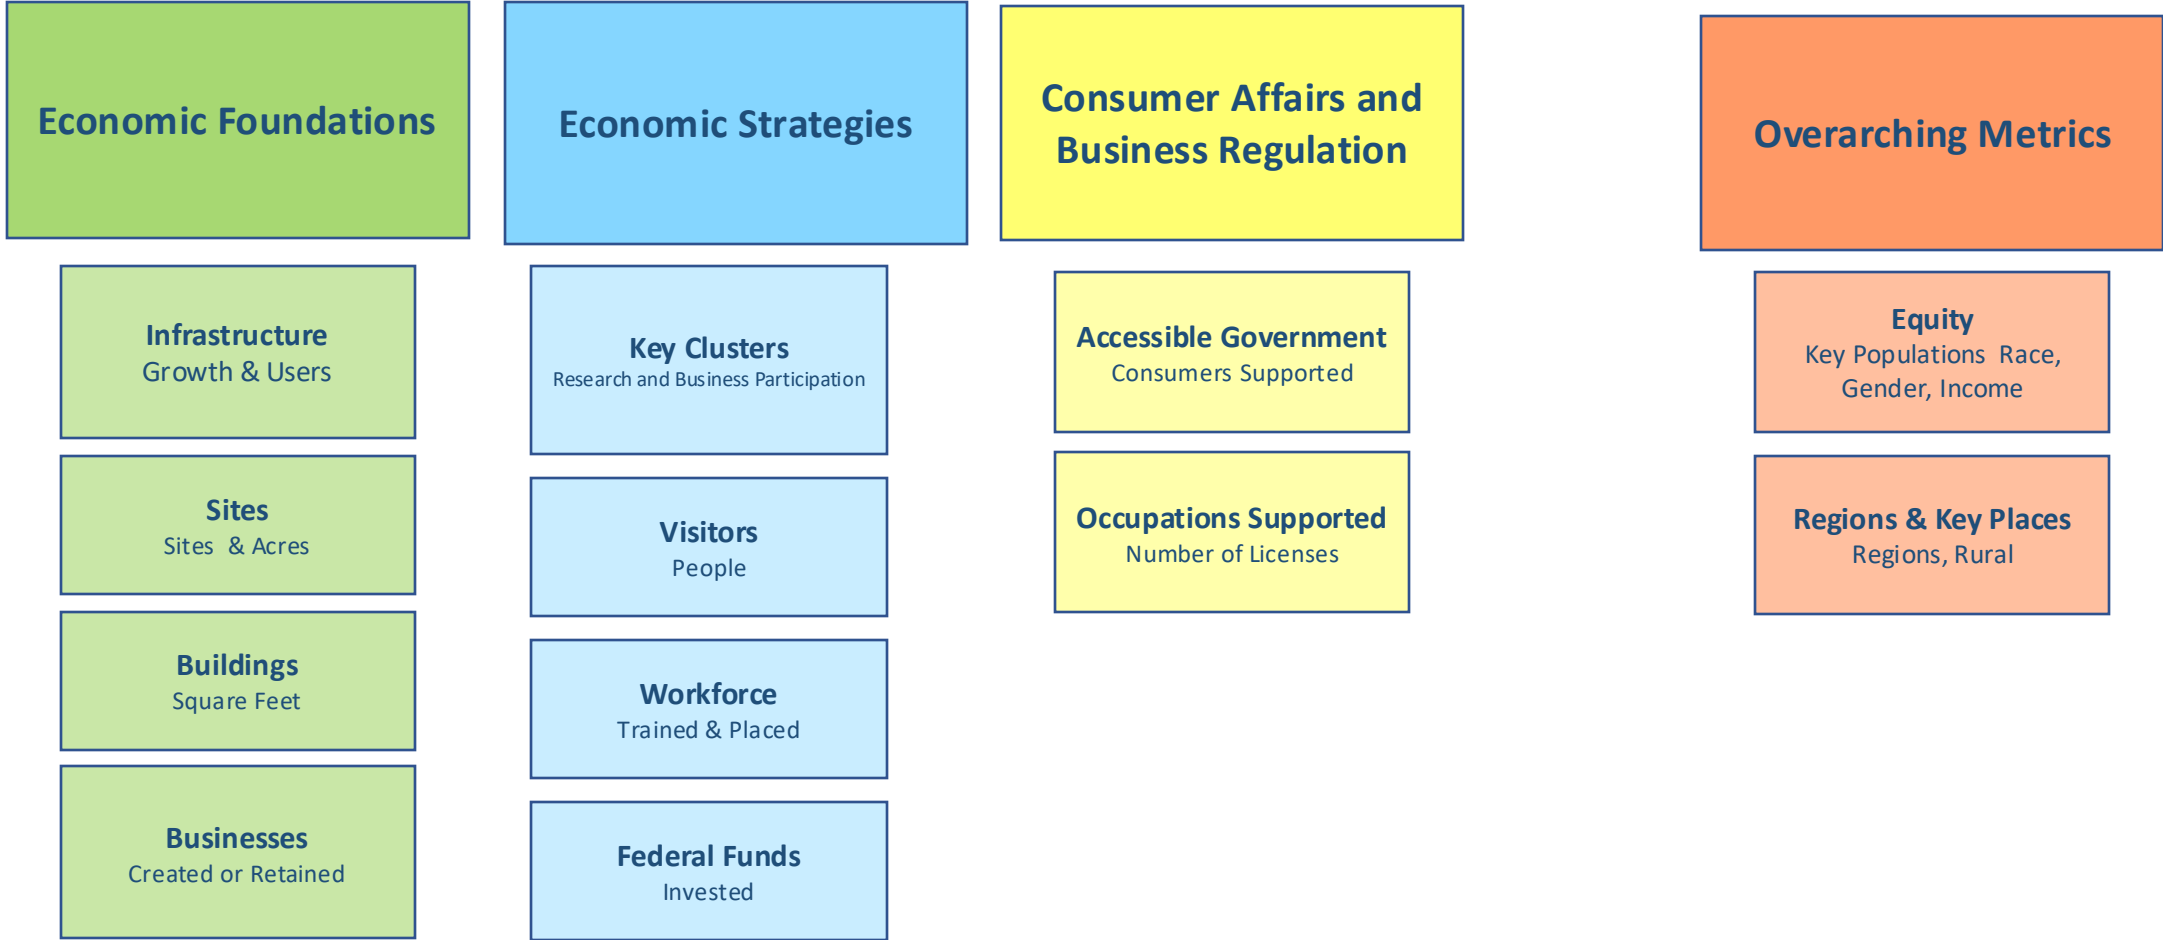 Economic Foundations
Infrastructure
Growth & Users
Sites
Sites & Acres
Buildings
Square Feet
Businesses
Created or Retained
Economic Strategies
Key Clusters
Research and Business Participation
Visitors
People
Workforce
Trained & Placed
Federal Funds
Invested
Consumer Affairs and
Business Regulation
Accessible Government
Consumers Supported
Occupations Supported
Number of Licenses
Overarching Metrics
Equity
Key Populations Race,
Gender, Income
Regions & Key Places
Regions, Rural